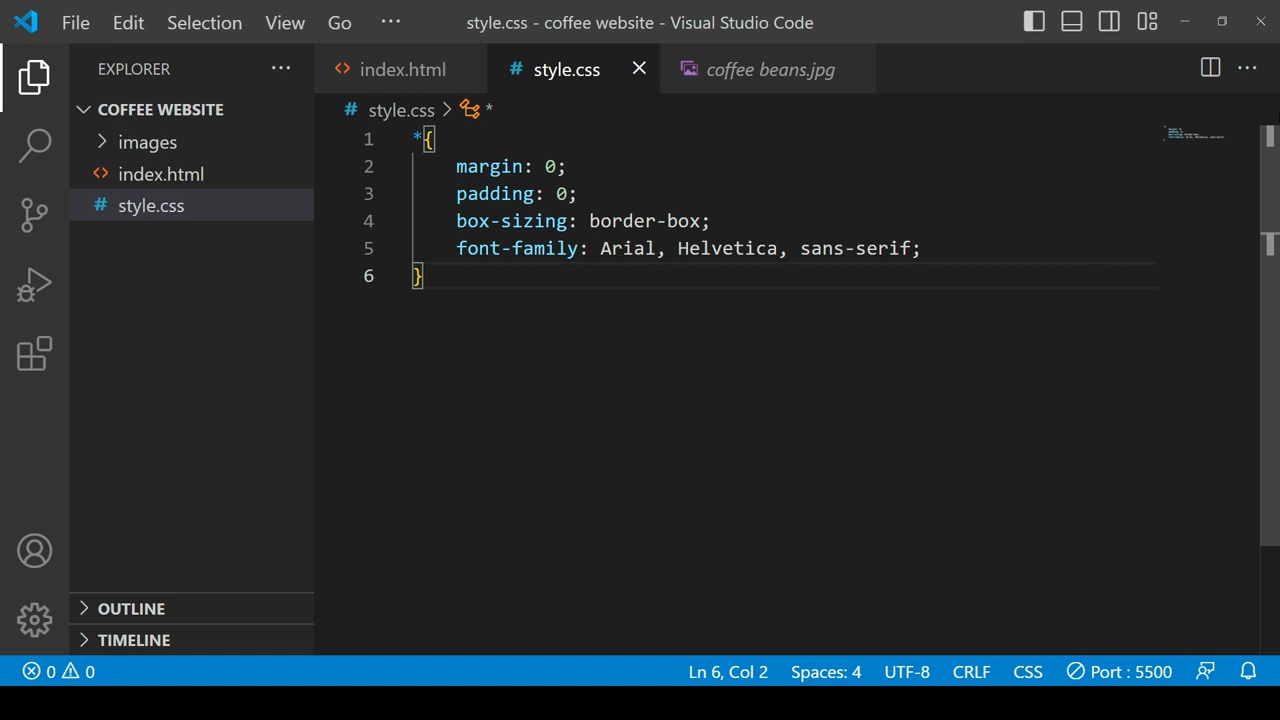 File Edit Selection View Go ···
style.css - coffee website - Visual Studio Code
EXPLORER ···
COFFEE WEBSITE
images
<> index.html
# style.css
OUTLINE
TIMELINE
<> index.html
# style.css
coffee beans.jpg
# style.css > *
1 *{
2 margin: 0;
3 padding: 0;
4 box-sizing: border-box;
5 font-family: Arial, Helvetica, sans-serif;
6 }
0 0
Ln 6, Col 2 Spaces: 4 UTF-8 CRLF CSS Port : 5500